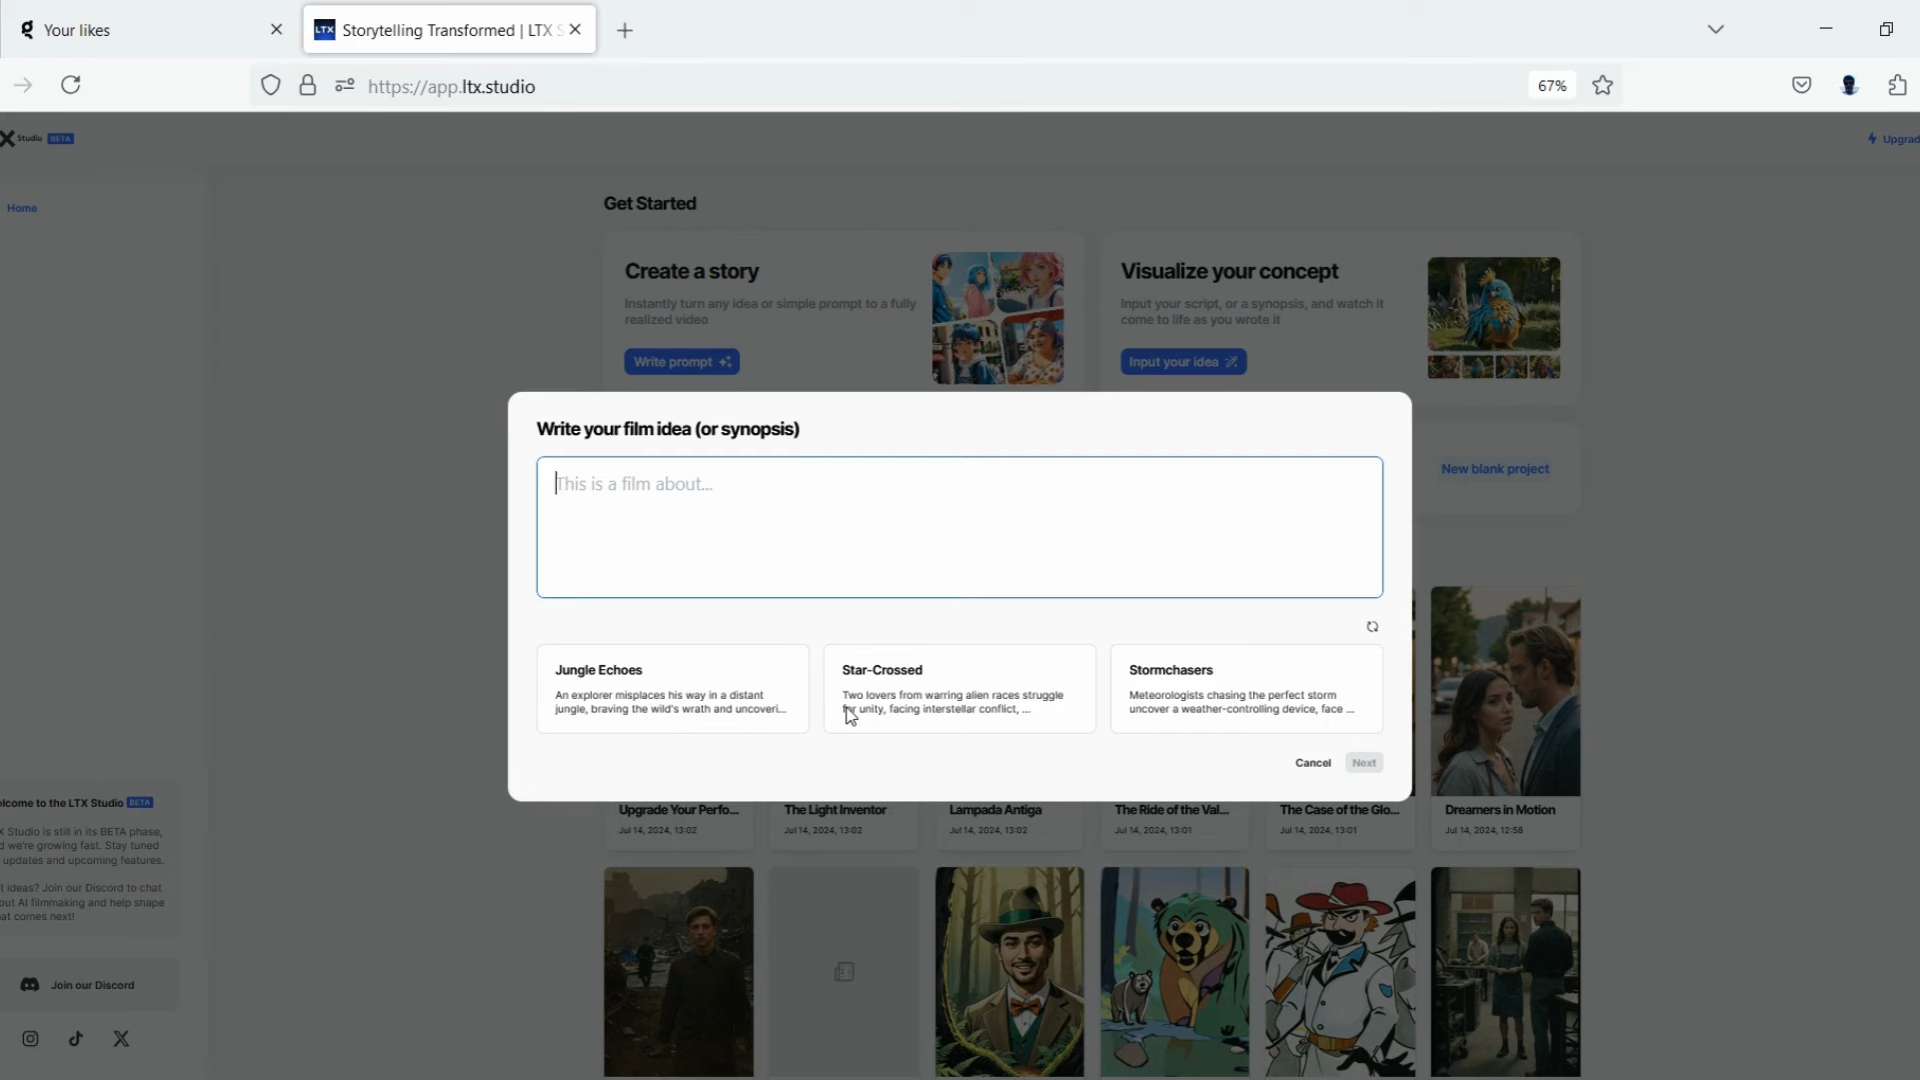 Your likes
LTX Storytelling Transformed | LTX S
https://app.ltx.studio
67%
X Studio BETA
Upgrad
Home
Get Started
Create a story
Instantly turn any idea or simple prompt to a fully
realized video
Write prompt
Visualize your concept
Input your script, or a synopsis, and watch it
come to life as you wrote it
Input your idea
New blank project
Write your film idea (or synopsis)
This is a film about...
Jungle Echoes
An explorer misplaces his way in a distant
jungle, braving the wild's wrath and uncoveri...
Star-Crossed
Two lovers from warring alien races struggle
for unity, facing interstellar conflict, ...
Stormchasers
Meteorologists chasing the perfect storm
uncover a weather-controlling device, face ...
Cancel
Next
Upgrade Your Perfo...
Jul 14, 2024, 13:02
The Light Inventor
Jul 14, 2024, 13:02
Lampada Antiga
Jul 14, 2024, 13:02
The Ride of the Val...
Jul 14, 2024, 13:01
The Case of the Glo...
Jul 14, 2024, 13:01
Dreamers in Motion
Jul 14, 2024, 12:58
elcome to the LTX Studio BETA
X Studio is still in its BETA phase,
d we're growing fast. Stay tuned
updates and upcoming features.
t ideas? Join our Discord to chat
out AI filmmaking and help shape
at comes next!
Join our Discord